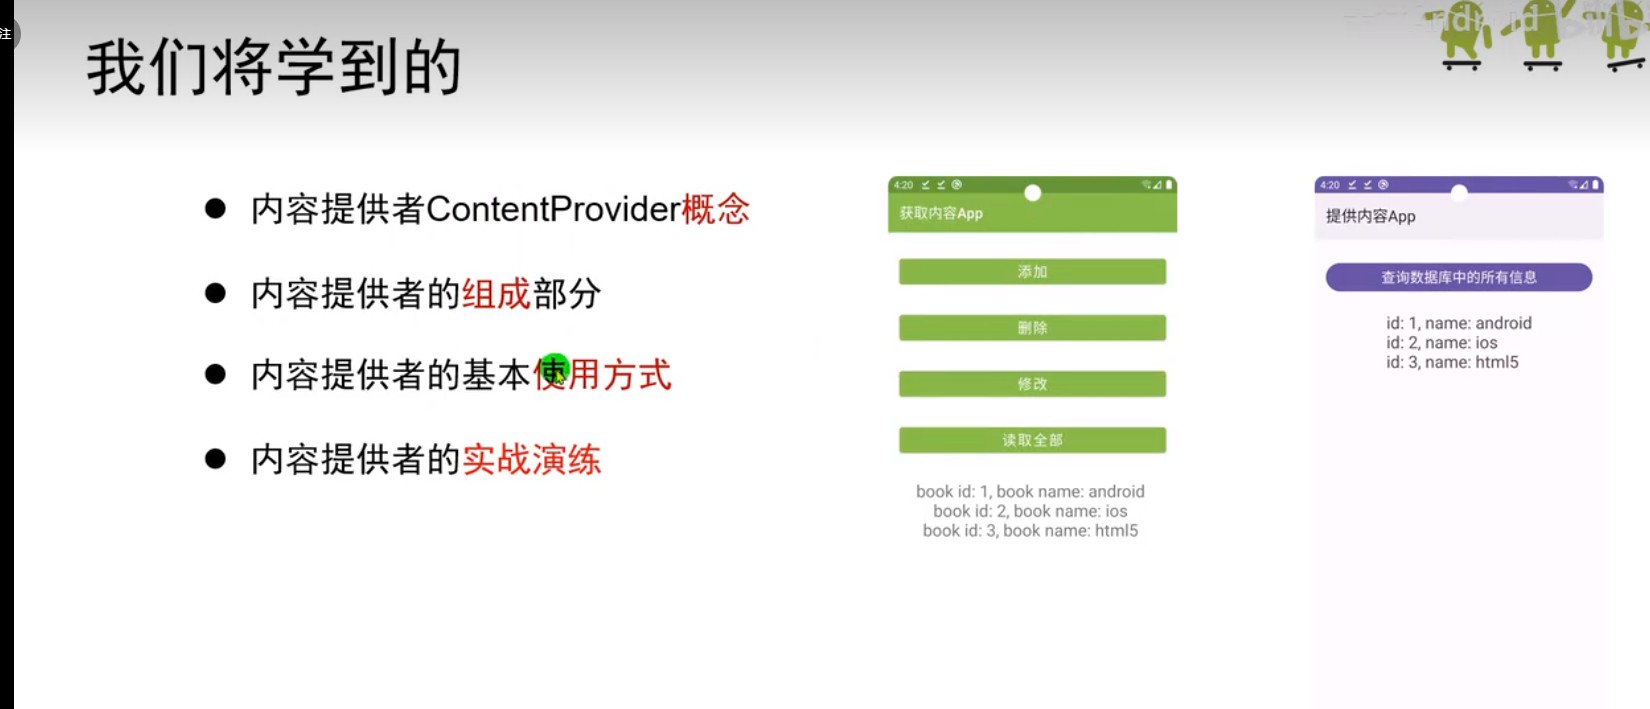 注
我们将学到的
内容提供者ContentProvider概念
内容提供者的组成部分
内容提供者的基本使用方式
内容提供者的实战演练
4:20
获取内容App
添加
删除
修改
读取全部
book id: 1, book name: android
book id: 2, book name: ios
book id: 3, book name: html5
4:20
提供内容App
查询数据库中的所有信息
id: 1, name: android
id: 2, name: ios
id: 3, name: html5